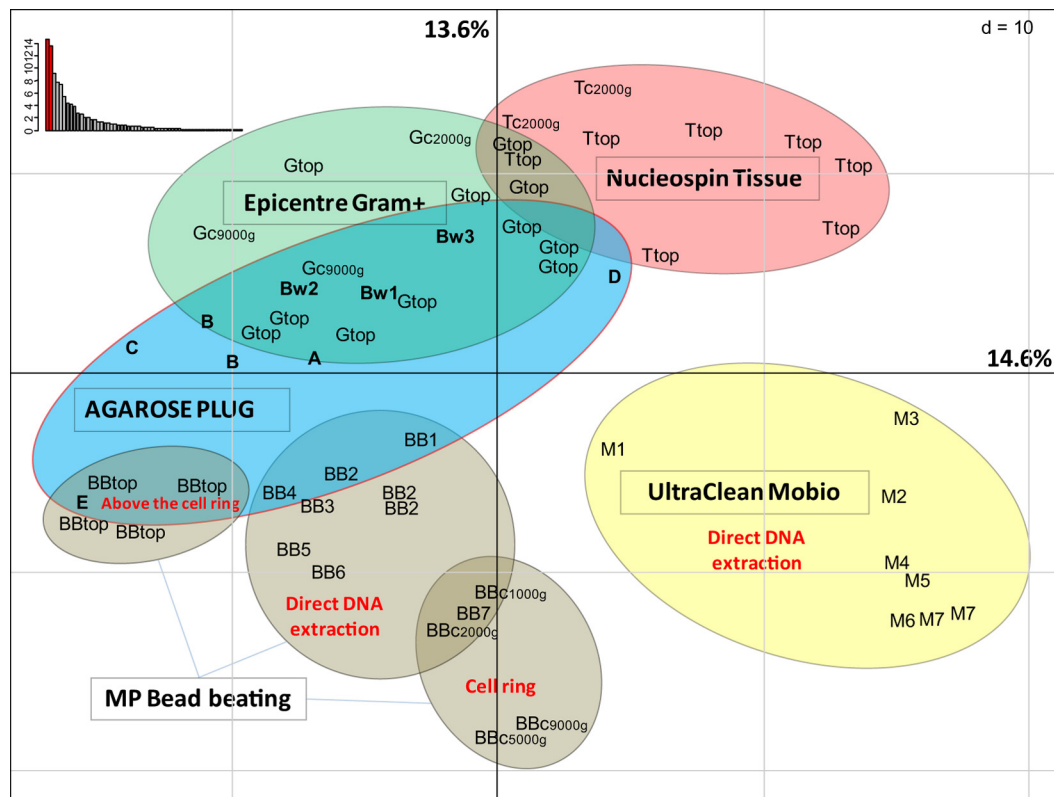 13.6%
d = 10
0 2 4 6 8 10 12 14
Tc2000g
Gc2000g
Tc2000g
Gtop
Ttop
Ttop
Ttop
Ttop
Gtop
Ttop
Nucleospin Tissue
Gtop
Epicentre Gram+
Gtop
Gc9000g
Bw3
Gtop
Ttop
Gtop
Ttop
Gc9000g
Gtop
D
Bw2
Bw1
Gtop
B
Gtop
Gtop
Gtop
C
B
A
14.6%
AGAROSE PLUG
M3
BB1
M1
BB2
BBtop
BBtop
BB4
BB2
UltraClean Mobio
M2
E
Above the cell ring
BB3
BB2
BBtop
BBtop
Direct DNA
extraction
BB5
BB6
M4
M5
BBc1000g
Direct DNA
extraction
BB7
BBc2000g
M6
M7
M7
Cell ring
MP Bead beating
BBc9000g
BBc5000g